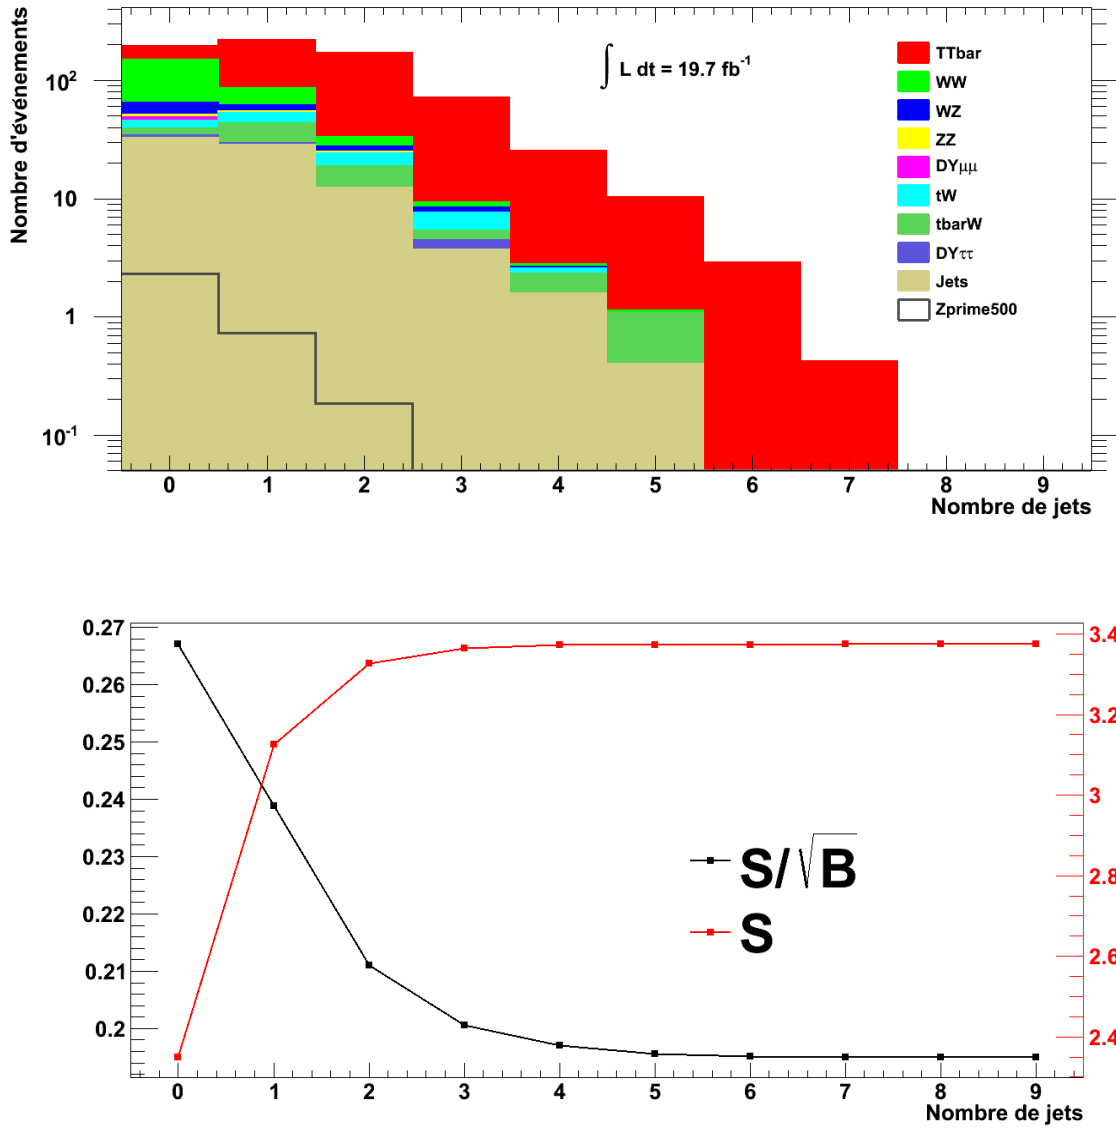 Nombre d'événements
10²
10
1
10⁻¹
∫ L dt = 19.7 fb⁻¹
TTbar
WW
WZ
ZZ
DYμμ
tW
tbarW
DYττ
Jets
Zprime500
0 1 2 3 4 5 6 7 8 9
Nombre de jets
0.27
0.26
0.25
0.24
0.23
0.22
0.21
0.2
3.4
3.2
3
2.8
2.6
2.4
S/√B
S
0 1 2 3 4 5 6 7 8 9
Nombre de jets